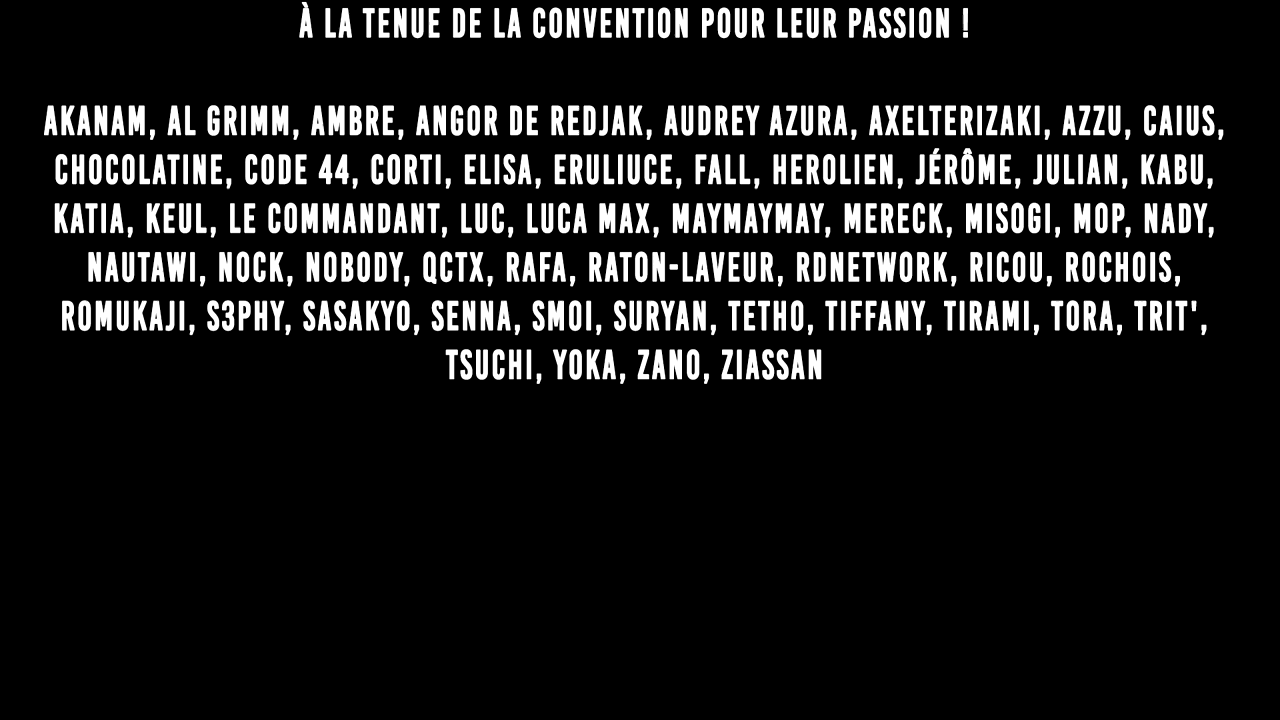 À LA TENUE DE LA CONVENTION POUR LEUR PASSION !
AKANAM, AL GRIMM, AMBRE, ANGOR DE REDJAK, AUDREY AZURA, AXELTERIZAKI, AZZU, CAIUS,
CHOCOLATINE, CODE 44, CORTI, ELISA, ERULIUCE, FALL, HEROLIEN, JÉRÔME, JULIAN, KABU,
KATIA, KEUL, LE COMMANDANT, LUC, LUCA MAX, MAYMAYMAY, MERECK, MISOGI, MOP, NADY,
NAUTAWI, NOCK, NOBODY, QCTX, RAFA, RATON-LAVEUR, RDNETWORK, RICOU, ROCHOIS,
ROMUKAJI, S3PHY, SASAKYO, SENNA, SMOI, SURYAN, TETHO, TIFFANY, TIRAMI, TORA, TRIT',
TSUCHI, YOKA, ZANO, ZIASSAN